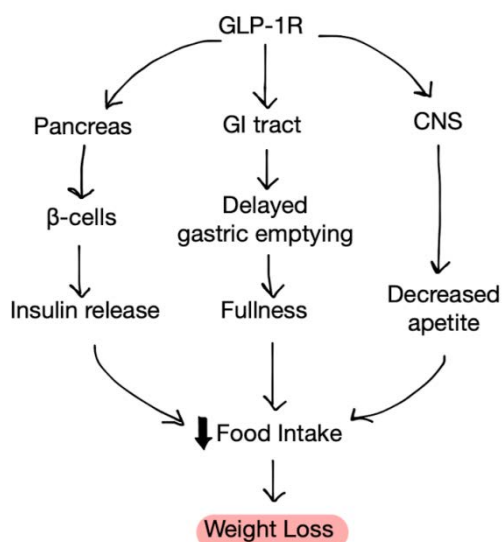 GLP-1R
Pancreas
GI tract
CNS
β-cells
Delayed
gastric emptying
Insulin release
Fullness
Decreased
apetite
Food Intake
Weight Loss